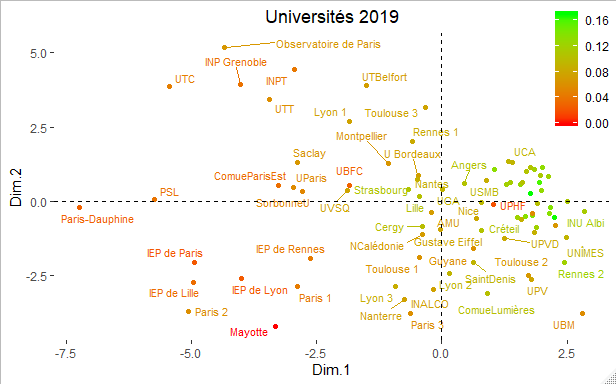 Universités 2019
Observatoire de Paris
INP Grenoble
UTC
INPT
UTBelfort
UTT
Lyon 1
Toulouse 3
Montpellier
Rennes 1
Saclay
U Bordeaux
UCA
Angers
ComueParisEst
UBFC
UParis
Strasbourg
Nantes
PSL
SorbonneU
UVSQ
UGA
USMB
UPHF
Paris-Dauphine
Lille
Nice
INU Albi
Cergy
AMU
Créteil
NCalédonie
Gustave Eiffel
UPVD
IEP de Paris
IEP de Rennes
UNIMES
Toulouse 1
Guyane
Toulouse 2
Rennes 2
SaintDenis
IEP de Lille
IEP de Lyon
Paris 1
Lyon 3
Lyon 2
UPV
INALCO
ComueLumières
Paris 2
Nanterre
Paris 3
Mayotte
UBM
0.16
0.12
0.08
0.04
0.00
5.0
2.5
0.0
-2.5
Dim.2
-7.5
-5.0
-2.5
0.0
2.5
Dim.1